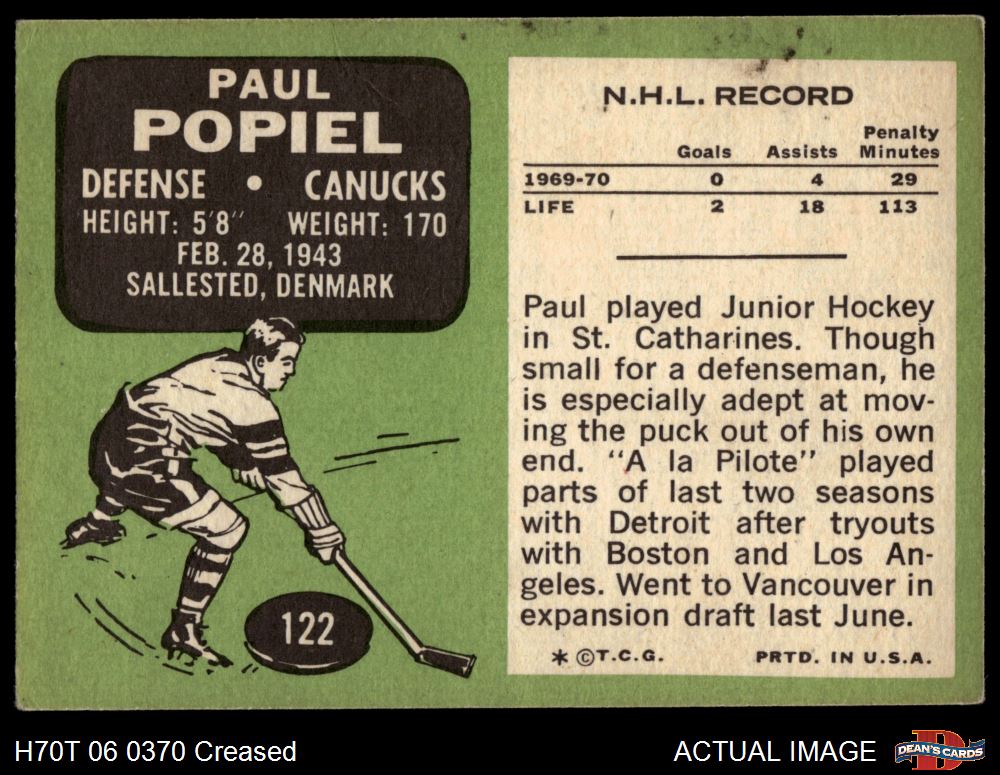 PAUL
POPIEL
DEFENSE • CANUCKS
HEIGHT: 5'8" WEIGHT: 170
FEB. 28, 1943
SALLESTED, DENMARK
122
N.H.L. RECORD
Goals Assists Penalty Minutes
1969-70 0 4 29
LIFE 2 18 113
Paul played Junior Hockey
in St. Catharines. Though
small for a defenseman, he
is especially adept at mov-
ing the puck out of his own
end. "A la Pilote" played
parts of last two seasons
with Detroit after tryouts
with Boston and Los An-
geles. Went to Vancouver in
expansion draft last June.
* © T.C.G. PRTD. IN U.S.A.
H70T 06 0370 Creased
ACTUAL IMAGE
D
DEAN'S CARDS